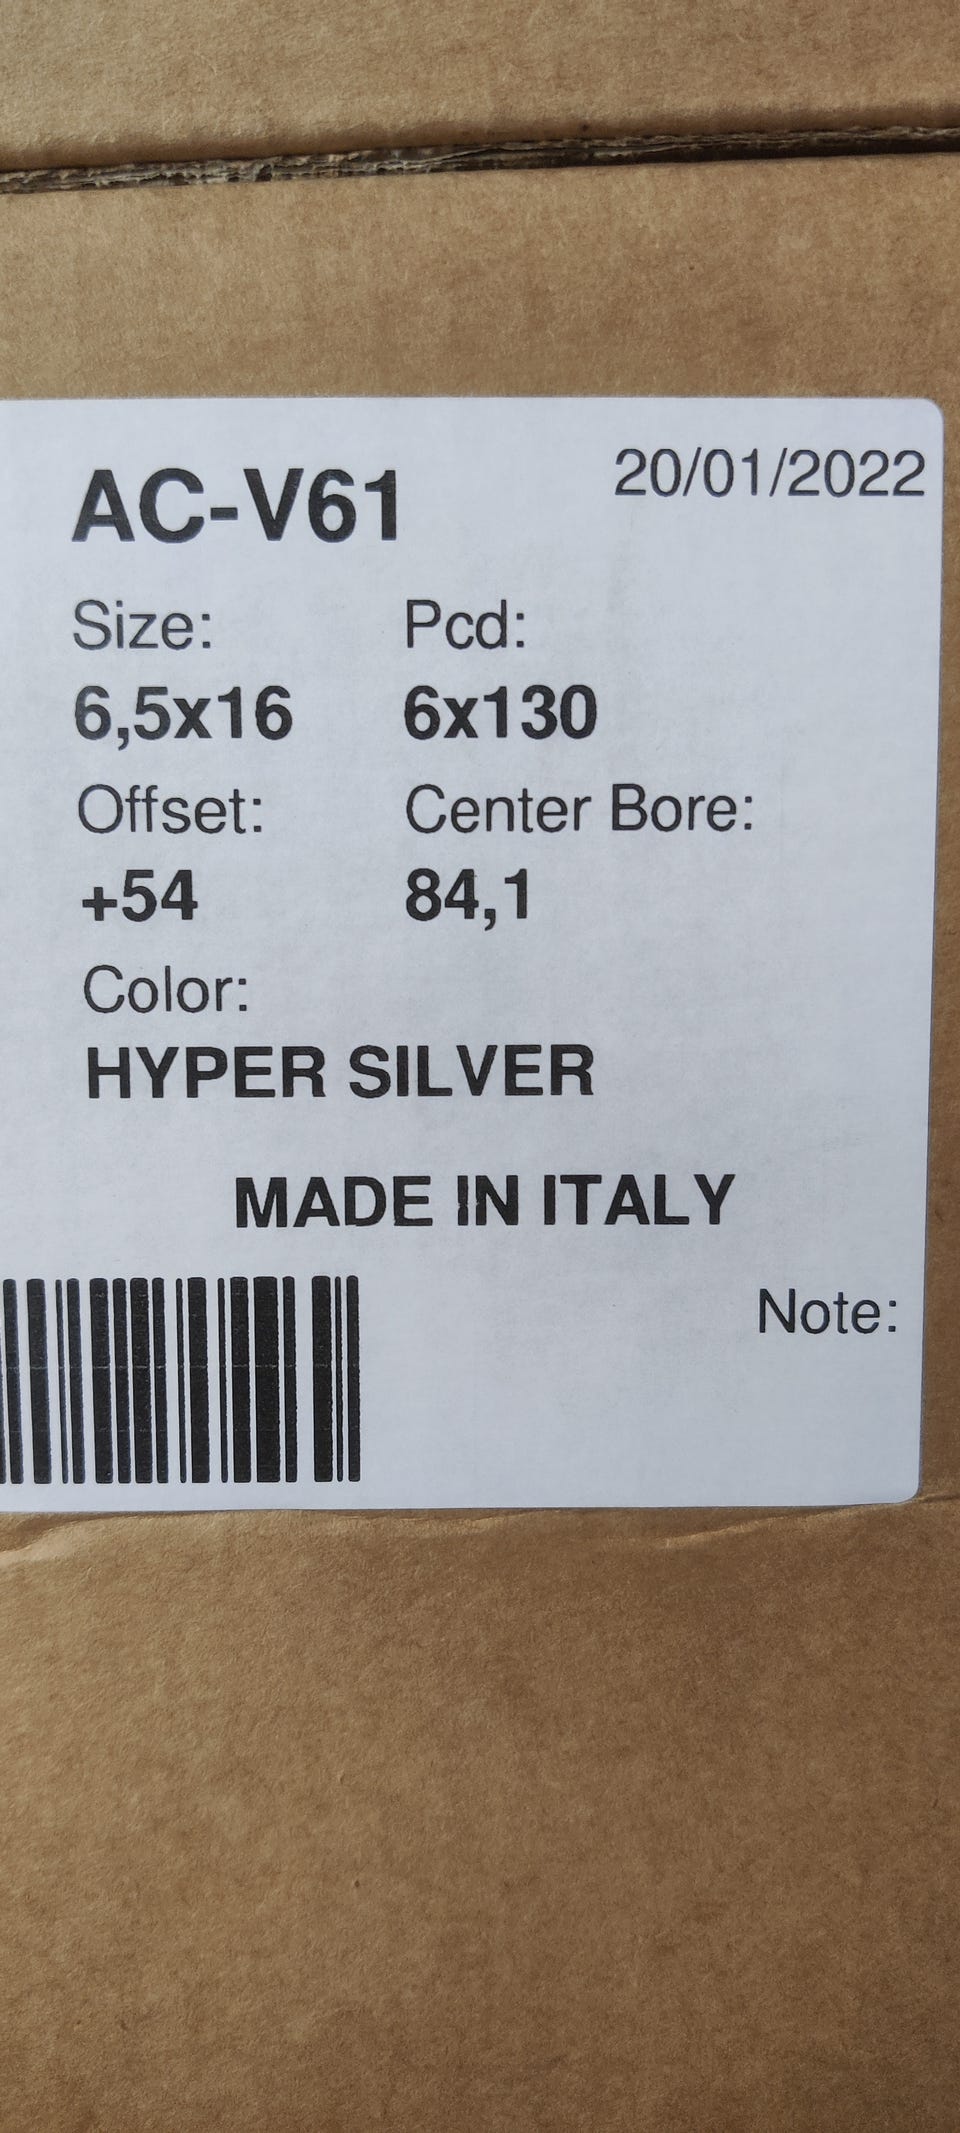 AC-V61 20/01/2022
Size: Pcd:
6,5x16 6x130
Offset: Center Bore:
+54 84,1
Color:
HYPER SILVER
MADE IN ITALY
Note: